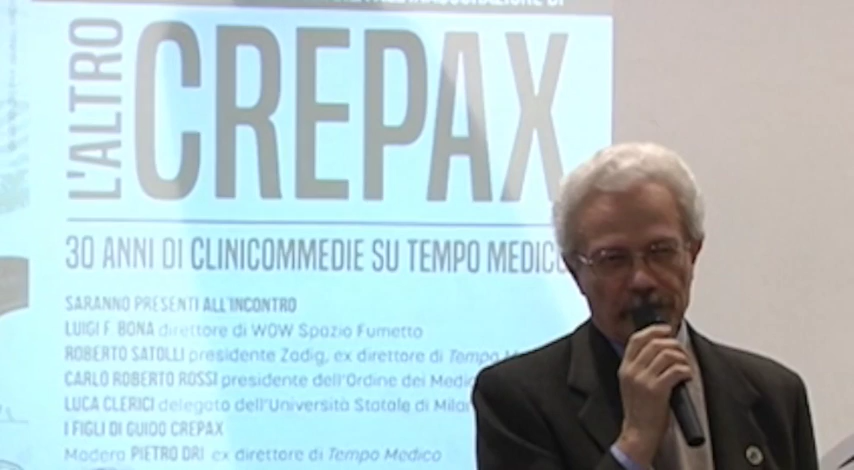 L'ALTRO
CREPAX
30 ANNI DI CLINICOMMEDIE SU TEMPO MEDICO
SARANNO PRESENTI ALL'INCONTRO
LUIGI F. BONA direttore di WOW Spazio Fumetto
ROBERTO SATOLLI presidente Zadig, ex direttore di Tempo
CARLO ROBERTO ROSSI presidente dell'Ordine dei Medic
LUCA CLERICI delegato dell'Università Statale di Milan
I FIGLI DI GUIDO CREPAX
Modera PIETRO DRI ex direttore di Tempo Medico